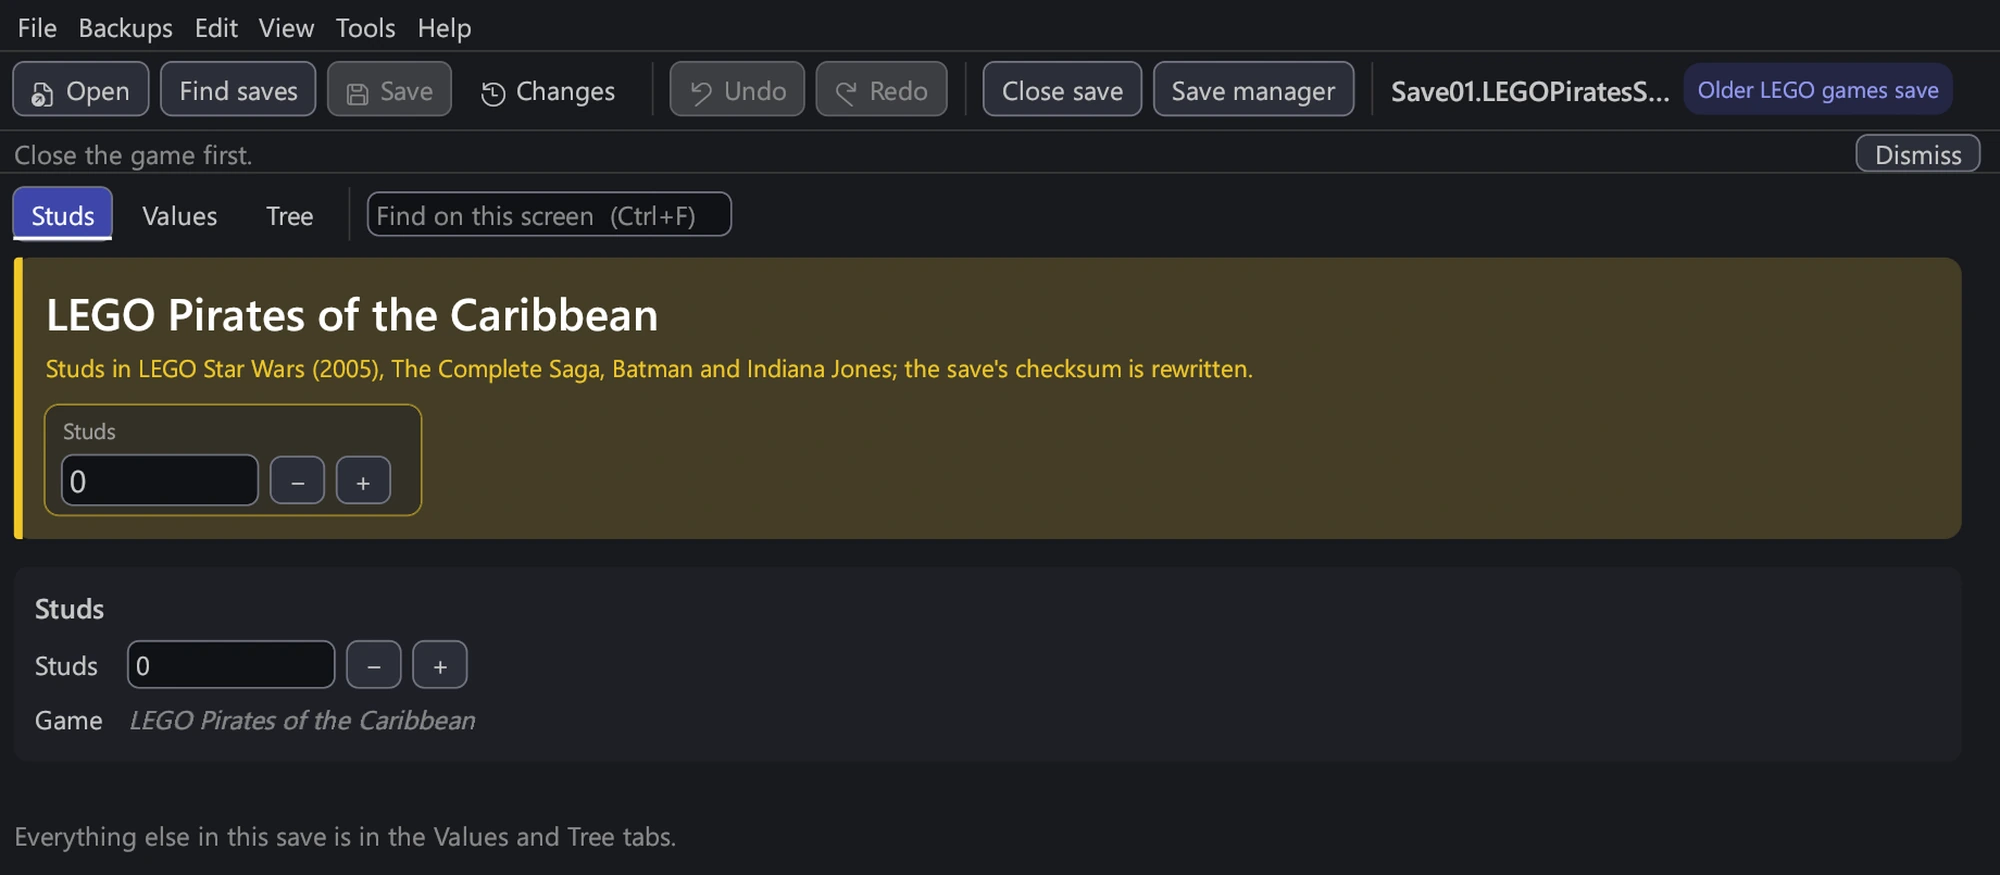 File Backups Edit View Tools Help
Open Find saves Save Changes Undo Redo Close save Save manager Save01.LEGOPiratesS... Older LEGO games save
Close the game first. Dismiss
Studs Values Tree Find on this screen (Ctrl+F)
LEGO Pirates of the Caribbean
Studs in LEGO Star Wars (2005), The Complete Saga, Batman and Indiana Jones; the save's checksum is rewritten.
Studs
0 − +
Studs
Studs 0 − +
Game LEGO Pirates of the Caribbean
Everything else in this save is in the Values and Tree tabs.